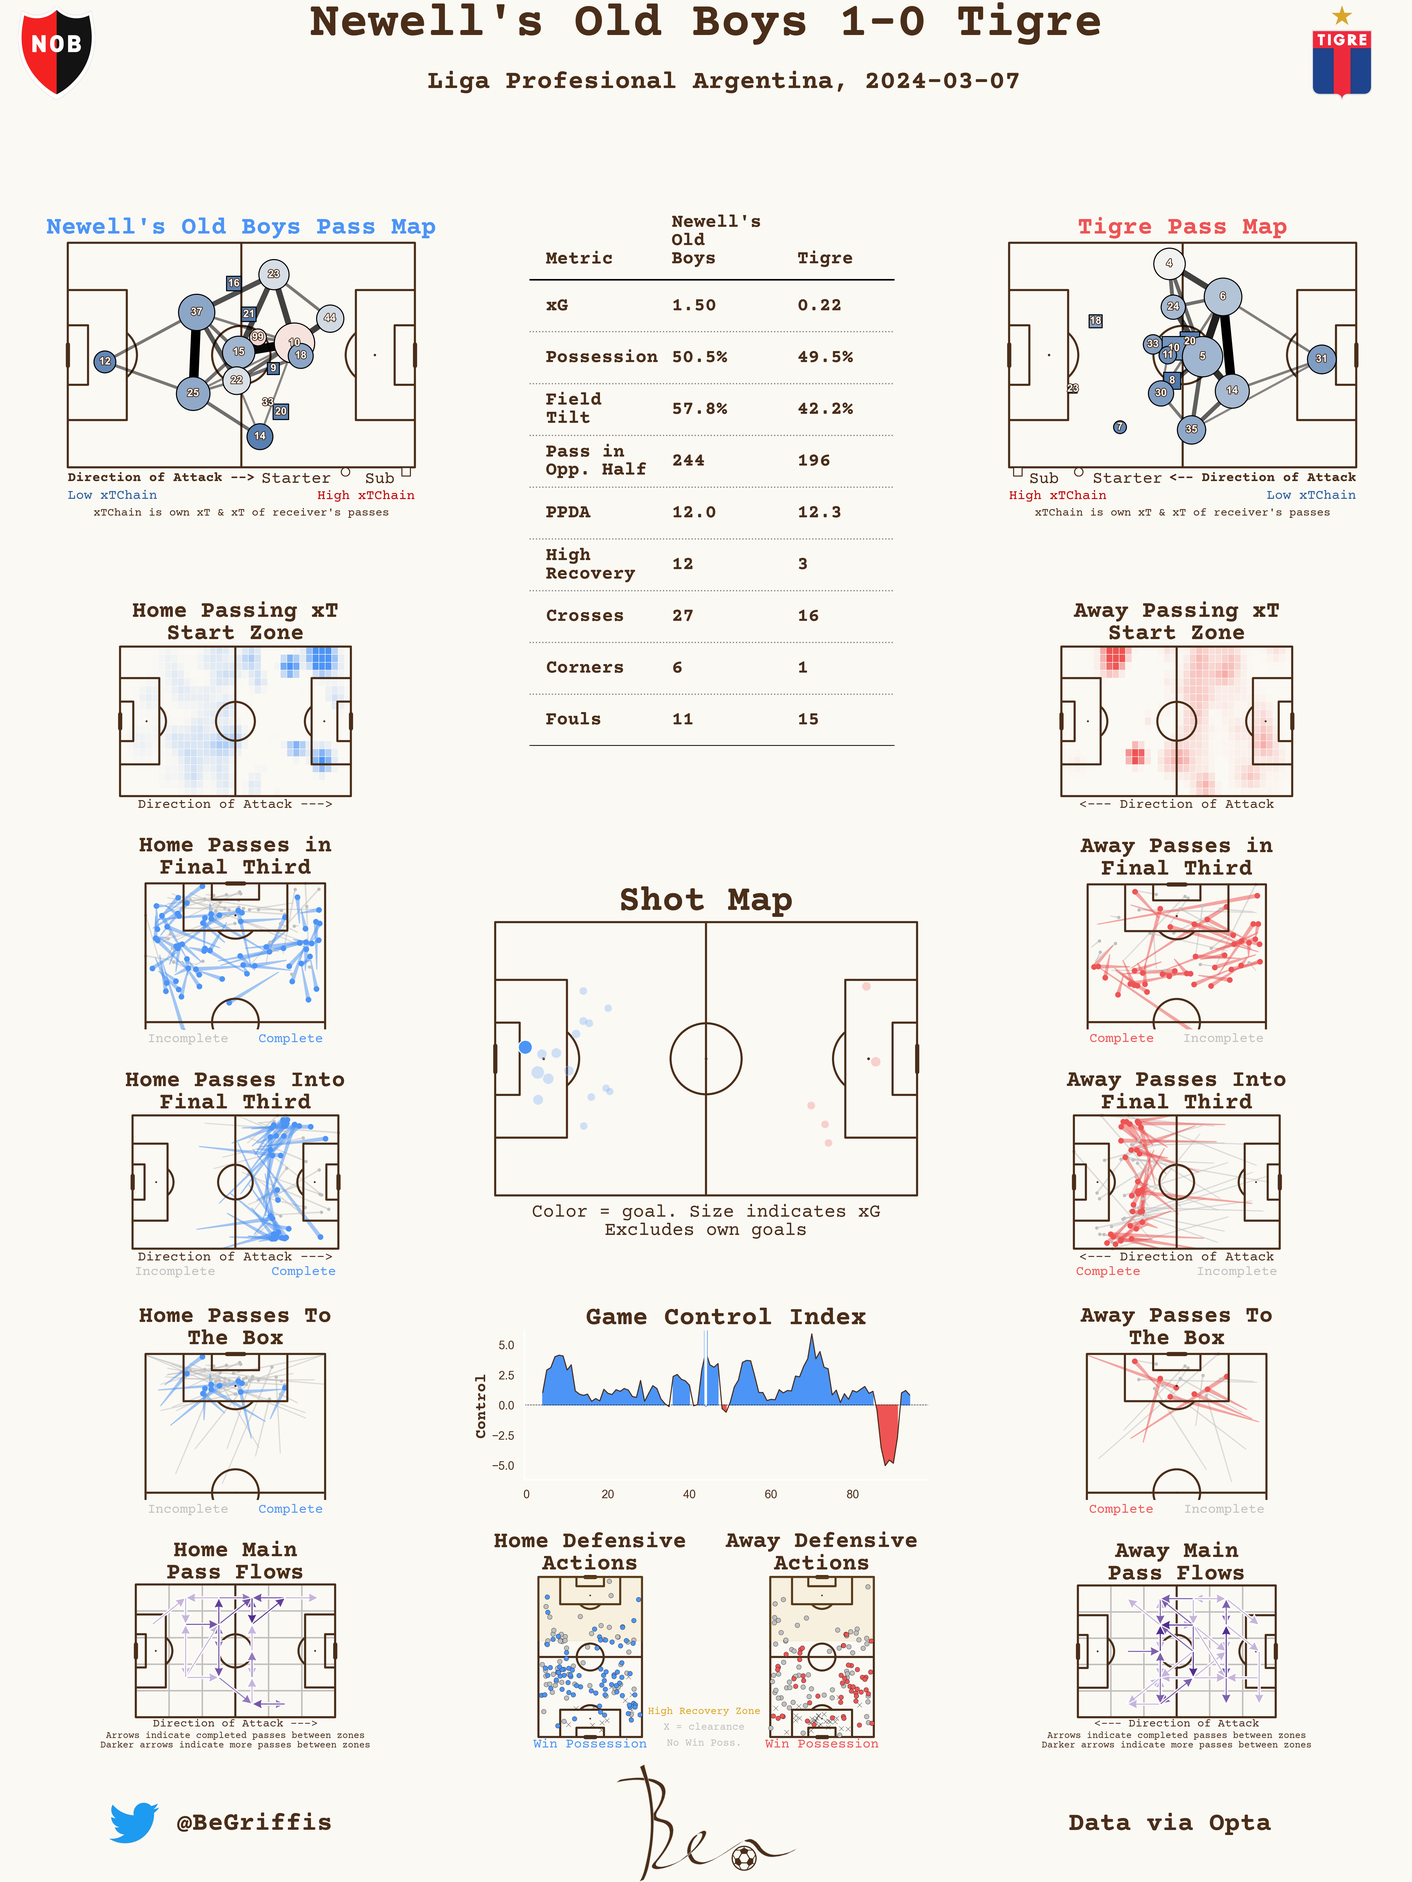 Newell's Old Boys 1-0 Tigre
Liga Profesional Argentina, 2024-03-07
NOB
TIGRE
Newell's Old Boys Pass Map
12
37
25
16
23
21
44
99
10
18
15
22
9
33
20
14
Direction of Attack --> Starter Sub
Low xTChain High xTChain
xTChain is own xT & xT of receiver's passes
Metric Newell's Old Boys Tigre
xG 1.50 0.22
Possession 50.5% 49.5%
Field Tilt 57.8% 42.2%
Pass in Opp. Half 244 196
PPDA 12.0 12.3
High Recovery 12 3
Crosses 27 16
Corners 6 1
Fouls 11 15
Tigre Pass Map
4
6
24
18
33
10
20
11
5
31
8
23
30
14
7
35
Sub Starter <-- Direction of Attack
High xTChain Low xTChain
xTChain is own xT & xT of receiver's passes
Home Passing xT
Start Zone
Direction of Attack --->
Away Passing xT
Start Zone
<--- Direction of Attack
Home Passes in
Final Third
Incomplete Complete
Away Passes in
Final Third
Complete Incomplete
Shot Map
Color = goal. Size indicates xG
Excludes own goals
Home Passes Into
Final Third
Direction of Attack --->
Incomplete Complete
Away Passes Into
Final Third
<--- Direction of Attack
Complete Incomplete
Home Passes To
The Box
Incomplete Complete
Game Control Index
Control
5.0
2.5
0.0
−2.5
−5.0
0 20 40 60 80
Away Passes To
The Box
Complete Incomplete
Home Main
Pass Flows
Direction of Attack --->
Arrows indicate completed passes between zones
Darker arrows indicate more passes between zones
Home Defensive
Actions
Win Possession
Away Defensive
Actions
Win Possession
High Recovery Zone
X = clearance
No Win Poss.
Away Main
Pass Flows
<--- Direction of Attack
Arrows indicate completed passes between zones
Darker arrows indicate more passes between zones
@BeGriffis
Ben
Data via Opta